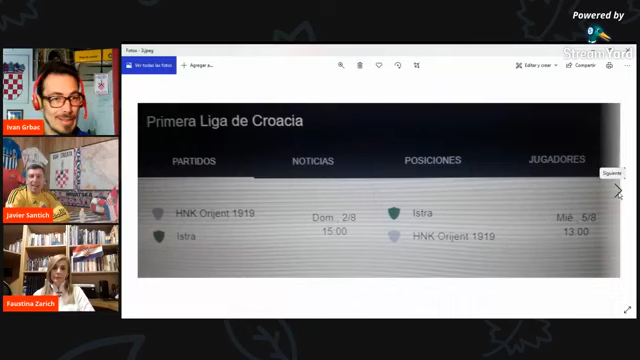 Powered by
StreamYard
Fotos - 3.jpeg
Ver todas las fotos
Agregar a...
Editar y crear
Compartir
Primera Liga de Croacia
PARTIDOS NOTICIAS POSICIONES JUGADORES
Siguiente
HNK Orijent 1919
Istra
Dom., 2/8
15:00
Istra
HNK Orijent 1919
Mié., 5/8
13:00
Ivan Grbac
Javier Santich
Faustina Zarich